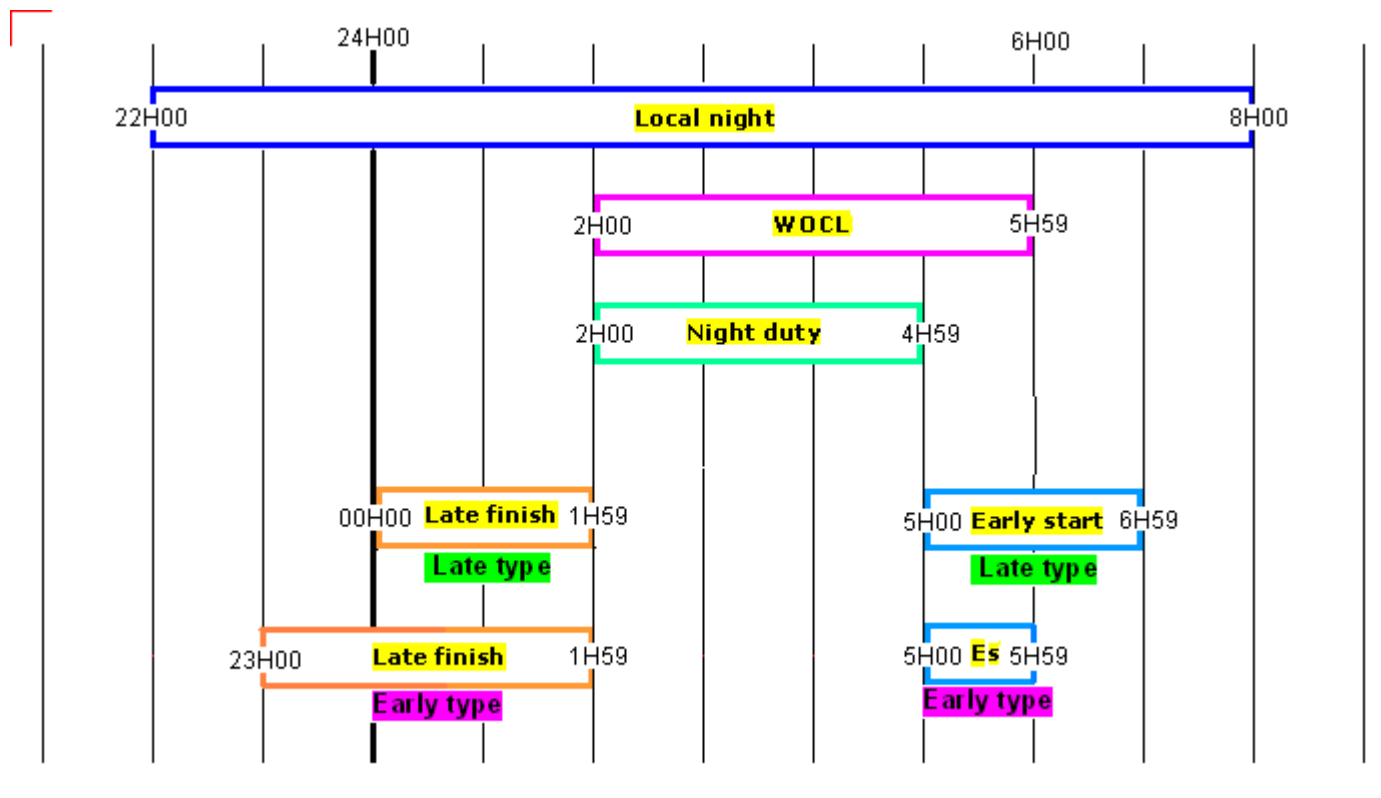 24H00
6H00
22H00 Local night 8H00
2H00 WOCL 5H59
2H00 Night duty 4H59
00H00 Late finish 1H59
Late type
5H00 Early start 6H59
Late type
23H00 Late finish 1H59
Early type
5H00 Es 5H59
Early type